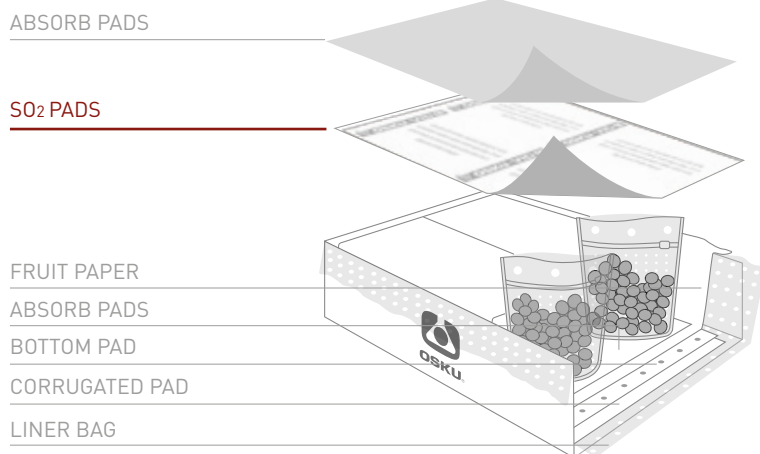 ABSORB PADS
SO2 PADS
FRUIT PAPER
ABSORB PADS
BOTTOM PAD
CORRUGATED PAD
LINER BAG
OSKU